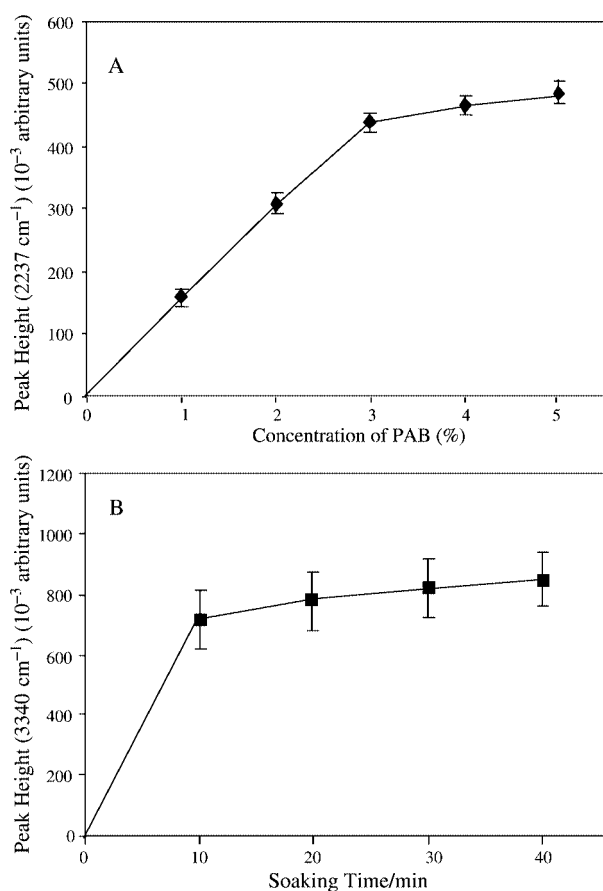 600
500
400
300
200
100
0
A
Peak Height (2237 cm⁻¹) (10⁻³ arbitrary units)
0 1 2 3 4 5
Concentration of PAB (%)
1200
1000
800
600
400
200
0
B
Peak Height (3340 cm⁻¹) (10⁻³ arbitrary units)
0 10 20 30 40
Soaking Time/min